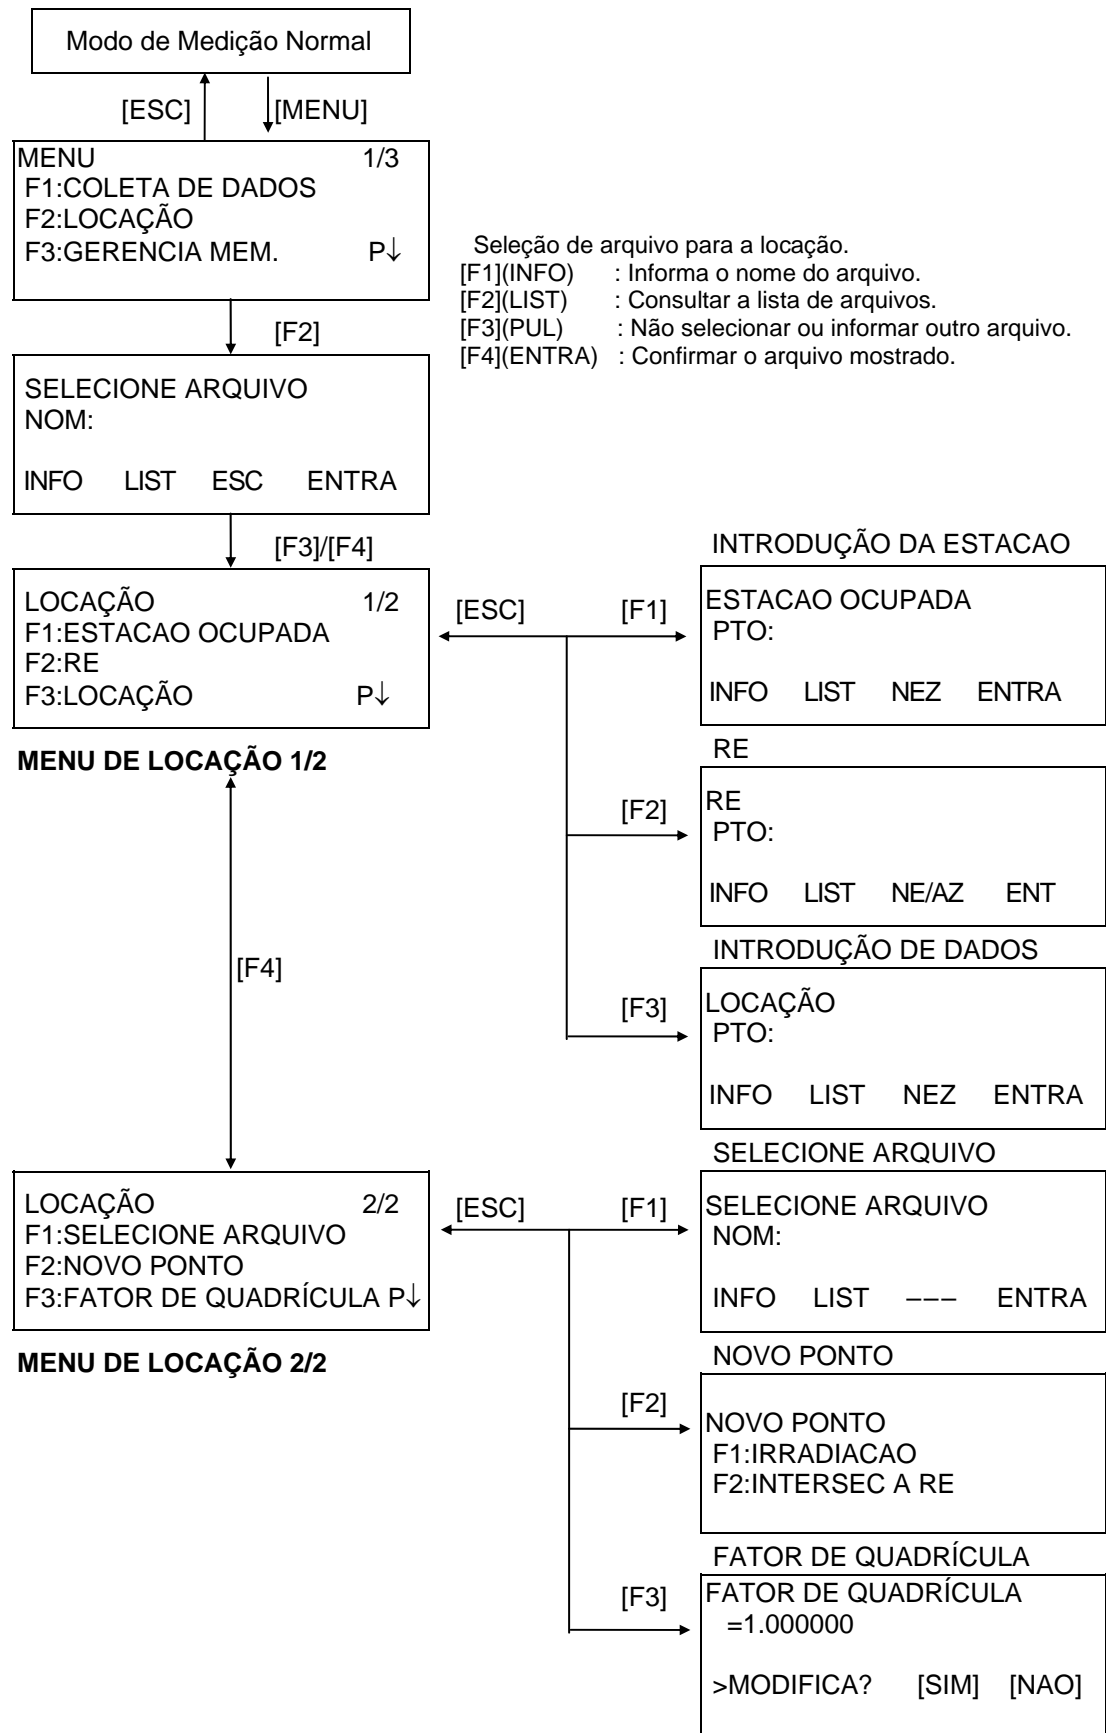 Modo de Medição Normal
[ESC]
[MENU]
MENU 1/3
F1:COLETA DE DADOS
F2:LOCAÇÃO
F3:GERENCIA MEM. P↓
Seleção de arquivo para a locação.
[F1](INFO) : Informa o nome do arquivo.
[F2](LIST) : Consultar a lista de arquivos.
[F3](PUL) : Não selecionar ou informar outro arquivo.
[F4](ENTRA) : Confirmar o arquivo mostrado.
[F2]
SELECIONE ARQUIVO
NOM:
INFO LIST ESC ENTRA
[F3]/[F4]
LOCAÇÃO 1/2
F1:ESTACAO OCUPADA
F2:RE
F3:LOCAÇÃO P↓
MENU DE LOCAÇÃO 1/2
[ESC]
[F1]
INTRODUÇÃO DA ESTACAO
ESTACAO OCUPADA
PTO:
INFO LIST NEZ ENTRA
[F2]
RE
RE
PTO:
INFO LIST NE/AZ ENT
[F3]
INTRODUÇÃO DE DADOS
LOCAÇÃO
PTO:
INFO LIST NEZ ENTRA
[F4]
LOCAÇÃO 2/2
F1:SELECIONE ARQUIVO
F2:NOVO PONTO
F3:FATOR DE QUADRÍCULA P↓
MENU DE LOCAÇÃO 2/2
[ESC]
[F1]
SELECIONE ARQUIVO
SELECIONE ARQUIVO
NOM:
INFO LIST --- ENTRA
[F2]
NOVO PONTO
NOVO PONTO
F1:IRRADIACAO
F2:INTERSEC A RE
[F3]
FATOR DE QUADRÍCULA
FATOR DE QUADRÍCULA
=1.000000
>MODIFICA? [SIM] [NAO]